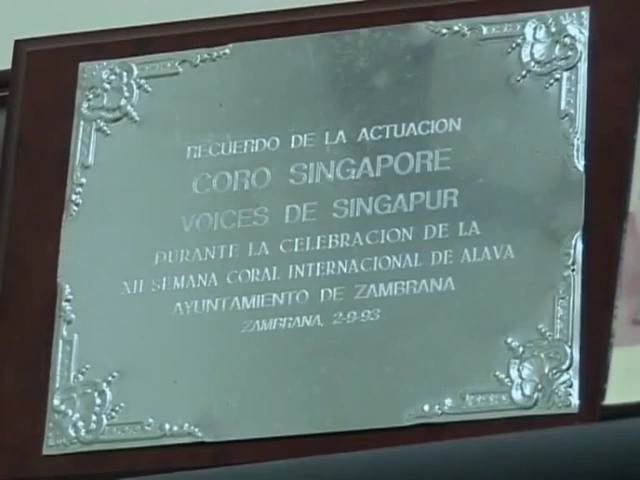 RECUERDO DE LA ACTUACION
CORO SINGAPORE
VOICES DE SINGAPUR
DURANTE LA CELEBRACION DE LA
XII SEMANA CORAL INTERNACIONAL DE ALAVA
AYUNTAMIENTO DE ZAMBRANA
ZAMBRANA, 2-9-93